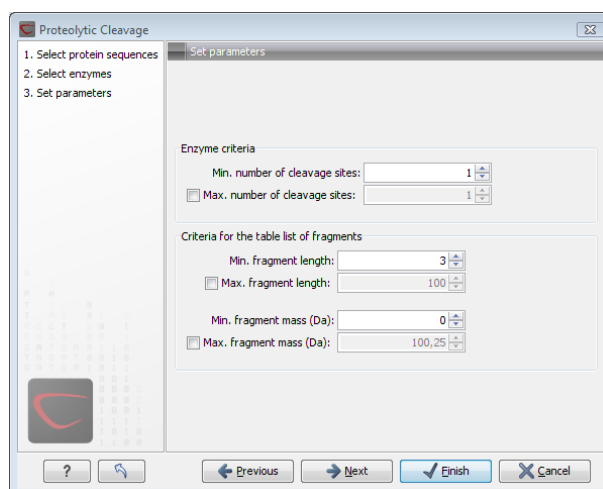 Proteolytic Cleavage
1. Select protein sequences
2. Select enzymes
3. Set parameters
Set parameters
Enzyme criteria
Min. number of cleavage sites: 1
Max. number of cleavage sites: 1
Criteria for the table list of fragments
Min. fragment length: 3
Max. fragment length: 100
Min. fragment mass (Da): 0
Max. fragment mass (Da): 100,25
? Previous Next Finish Cancel